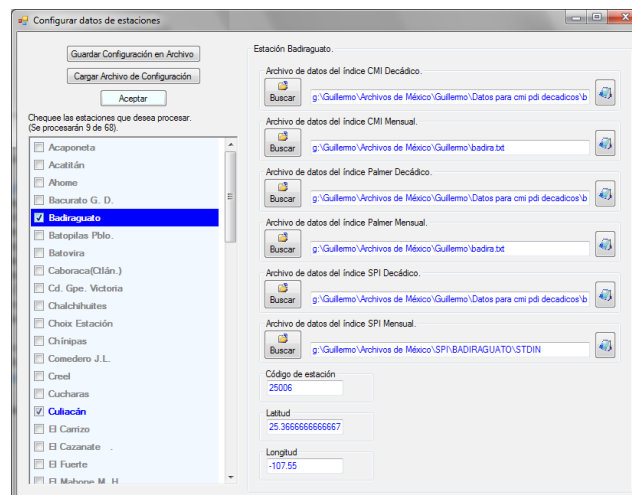 Configurar datos de estaciones
Guardar Configuración en Archivo
Cargar Archivo de Configuración
Aceptar
Chequee las estaciones que desea procesar.
(Se procesarán 9 de 68).
Acaponeta
Acatitán
Ahome
Bacurato G. D.
Badiraguato
Batopilas Pblo.
Batovira
Caboraca(Ctlán.)
Cd. Gpe. Victoria
Chalchihuites
Choix Estación
Chínipas
Comedero J.L.
Creel
Cucharas
Culiacán
El Carrizo
El Cazanate .
El Fuerte
El Mahone M. H.
Estación Badiraguato.
Archivo de datos del índice CMI Decádico.
Buscar
g:\Guillermo\Archivos de México\Guillermo\Datos para cmi pdi decadicos\b
Archivo de datos del índice CMI Mensual.
Buscar
g:\Guillermo\Archivos de México\Guillermo\badira.txt
Archivo de datos del índice Palmer Decádico.
Buscar
g:\Guillermo\Archivos de México\Guillermo\Datos para cmi pdi decadicos\b
Archivo de datos del índice Palmer Mensual.
Buscar
g:\Guillermo\Archivos de México\Guillermo\badira.txt
Archivo de datos del índice SPI Decádico.
Buscar
g:\Guillermo\Archivos de México\Guillermo\Datos para cmi pdi decadicos\b
Archivo de datos del índice SPI Mensual.
Buscar
g:\Guillermo\Archivos de México\SPI\BADIRAGUATO\STDIN
Código de estación
25006
Latitud
25.3666666666667
Longitud
-107.55